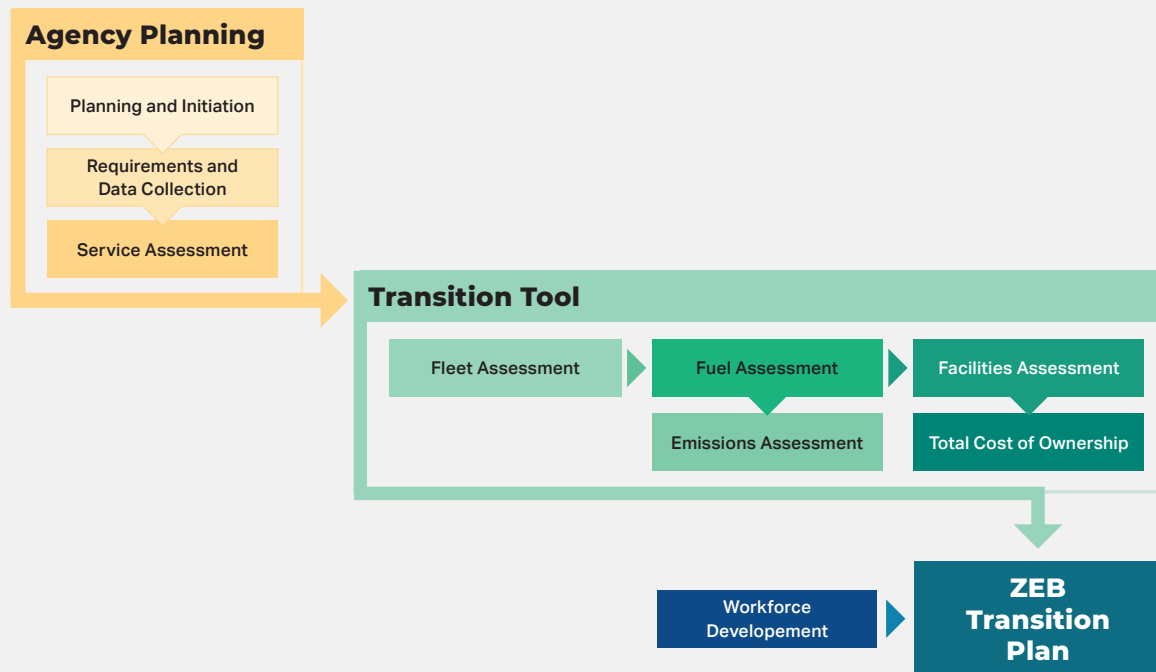 Agency Planning
Planning and Initiation
Requirements and
Data Collection
Service Assessment
Transition Tool
Fleet Assessment
Fuel Assessment
Facilities Assessment
Emissions Assessment
Total Cost of Ownership
Workforce
Developement
ZEB
Transition
Plan